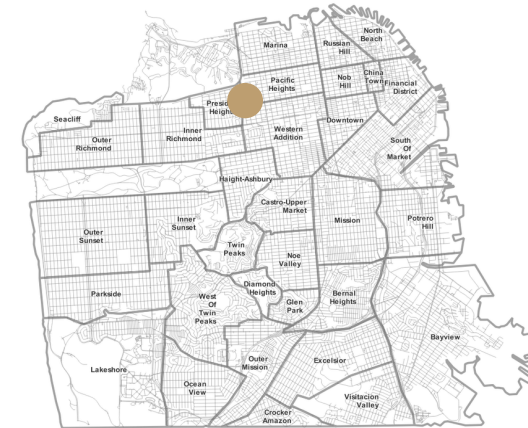 North
Beach
Marina
Russian
Hill
Pacific
Heights
Nob
Hill
China
Town
Financial
District
Seacliff
Inner
Richmond
Outer
Richmond
Western
Addition
Downtown
South
Of
Market
Haight-Ashbury
Castro-Upper
Market
Mission
Potrero
Hill
Outer
Sunset
Inner
Sunset
Twin
Peaks
Noe
Valley
Diamond
Heights
Glen
Park
Bernal
Heights
Parkside
West
Of
Twin
Peaks
Bayview
Lakeshore
Outer
Mission
Excelsior
Ocean
View
Visitacion
Valley
Crocker
Amazon